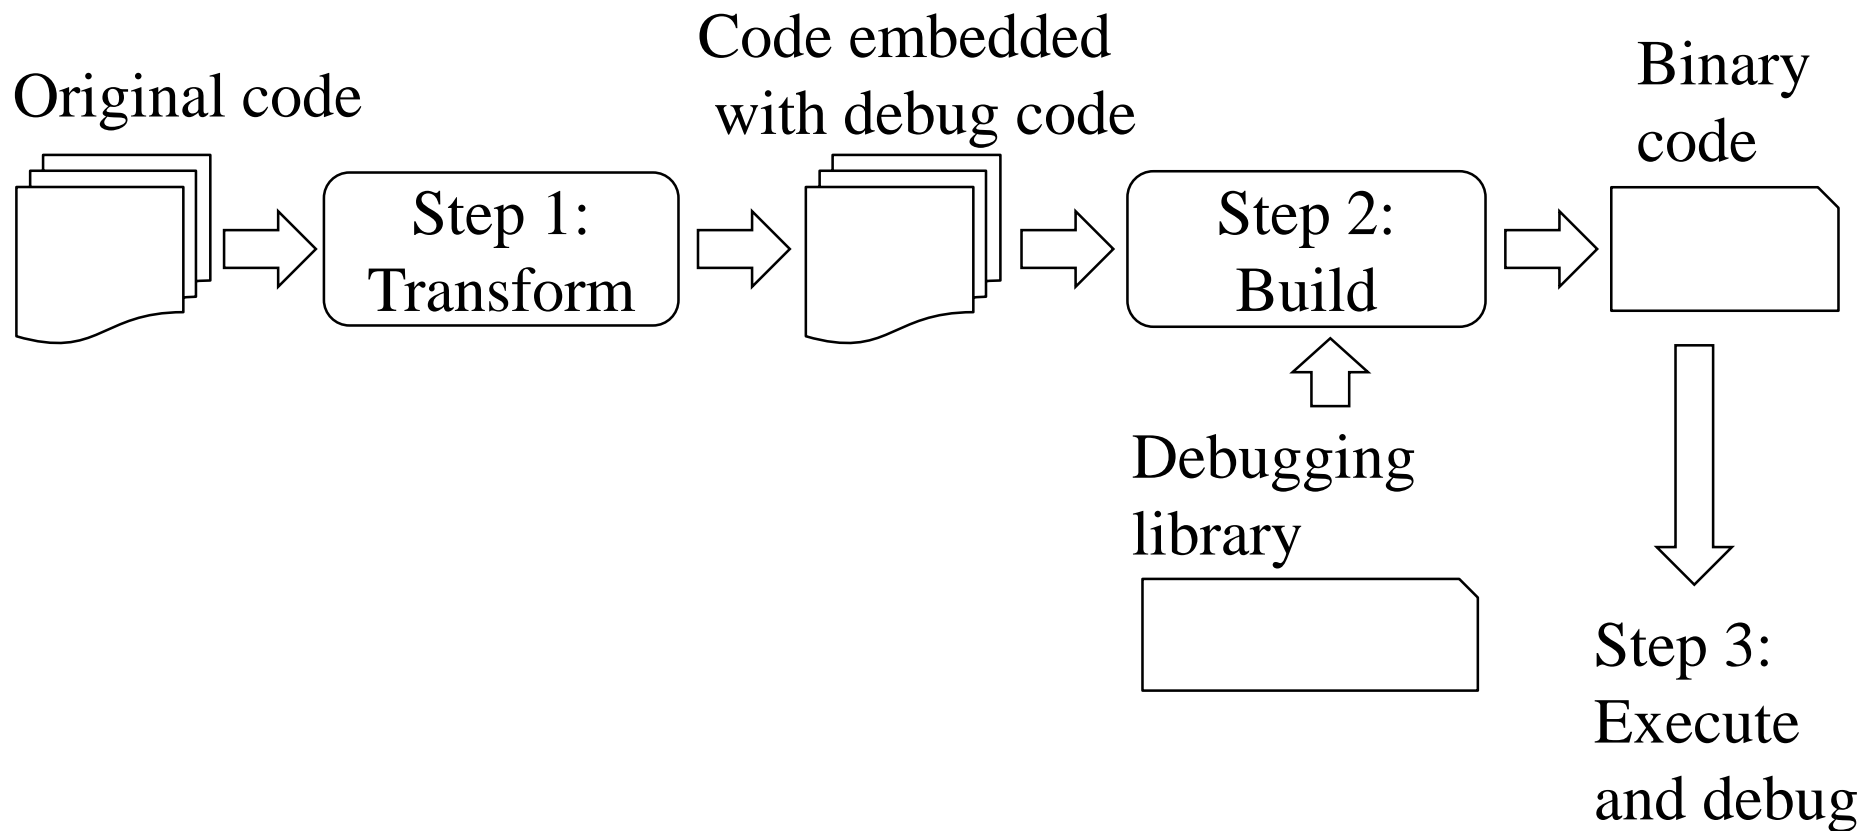 Original code
Step 1:
Transform
Code embedded
with debug code
Step 2:
Build
Debugging
library
Binary
code
Step 3:
Execute
and debug